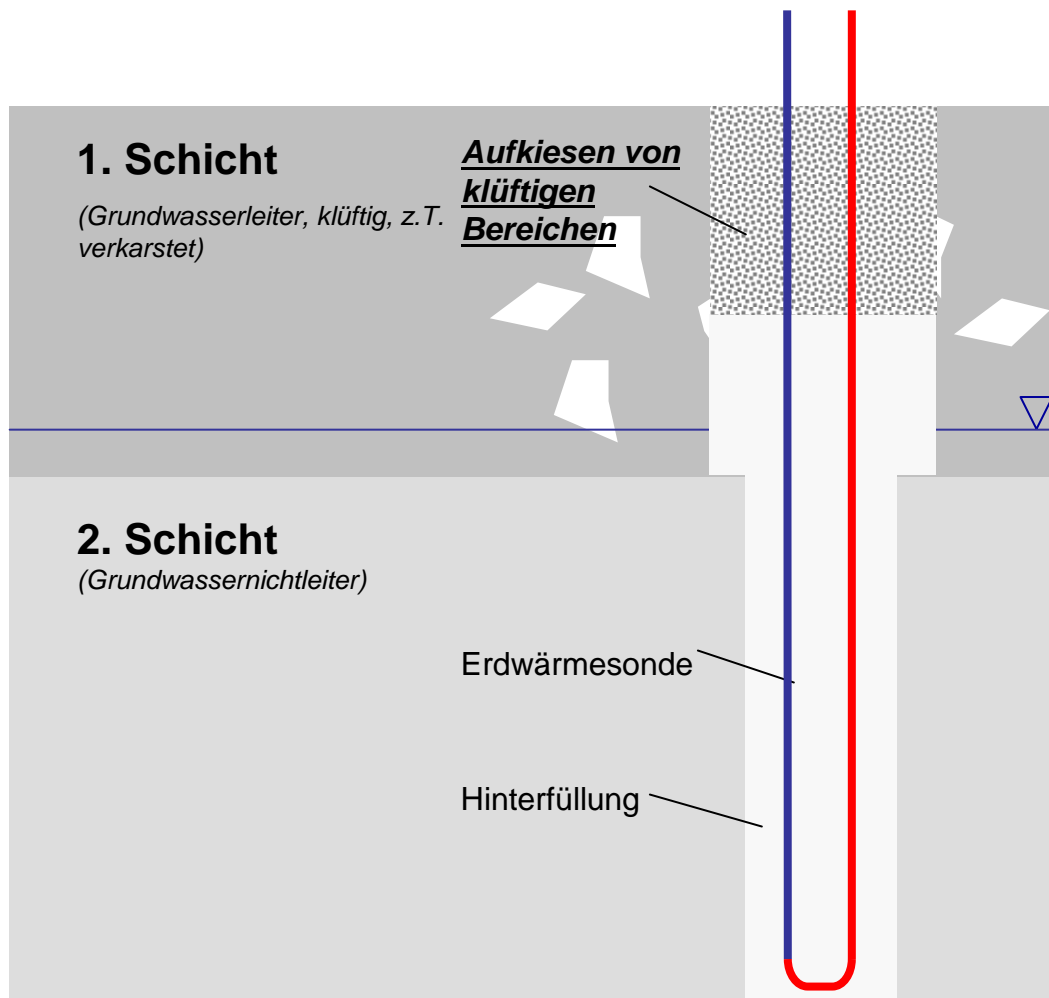 1. Schicht
(Grundwasserleiter, klüftig, z.T.
verkarstet)
Aufkiesen von
klüftigen
Bereichen
2. Schicht
(Grundwassernichtleiter)
Erdwärmesonde
Hinterfüllung